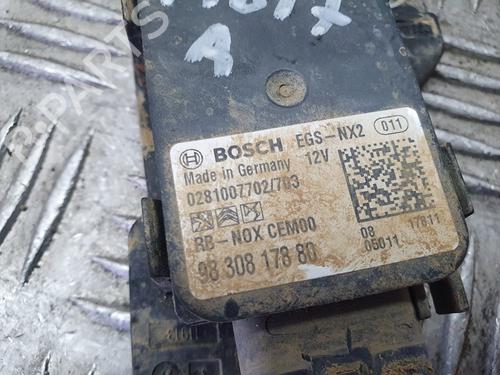 BOSCH EGS-NX2 011
Made in Germany 12V
0281007702/703
RB-NOX CEM00
98 308 178 80
08 17811
05011